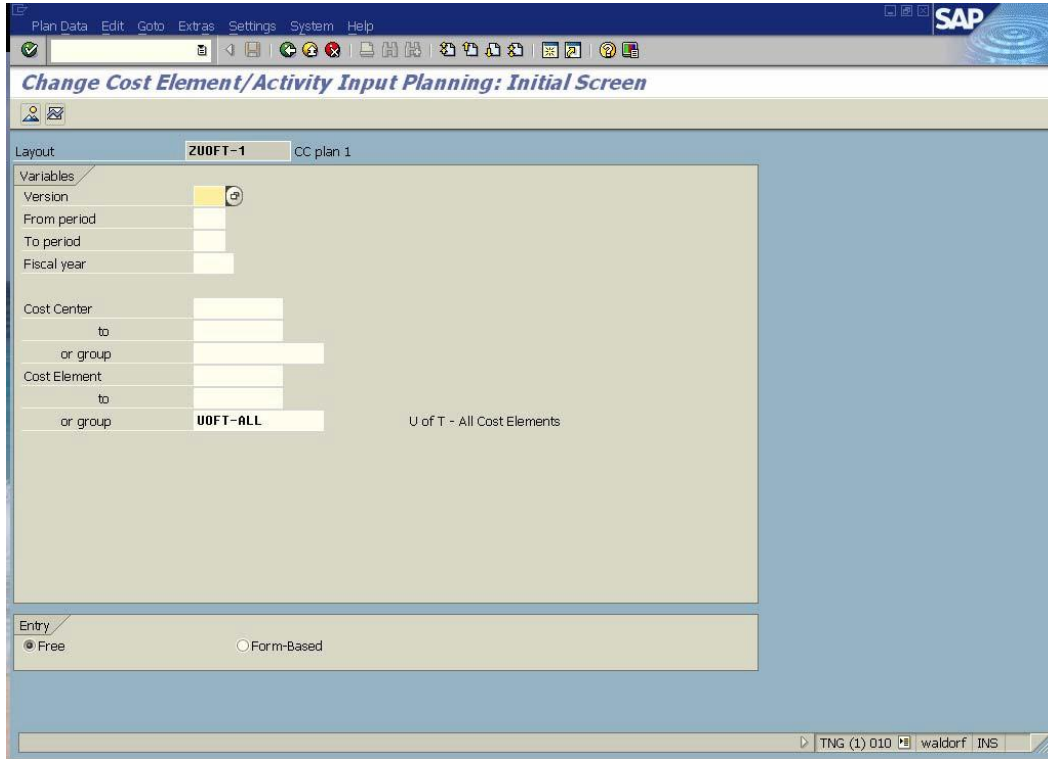 Plan Data Edit Goto Extras Settings System Help
SAP
Change Cost Element/Activity Input Planning: Initial Screen
Layout ZUOFT-1 CC plan 1
Variables
Version
From period
To period
Fiscal year
Cost Center
to
or group
Cost Element
to
or group UOFT-ALL U of T - All Cost Elements
Entry
Free Form-Based
TNG (1) 010 waldorf INS